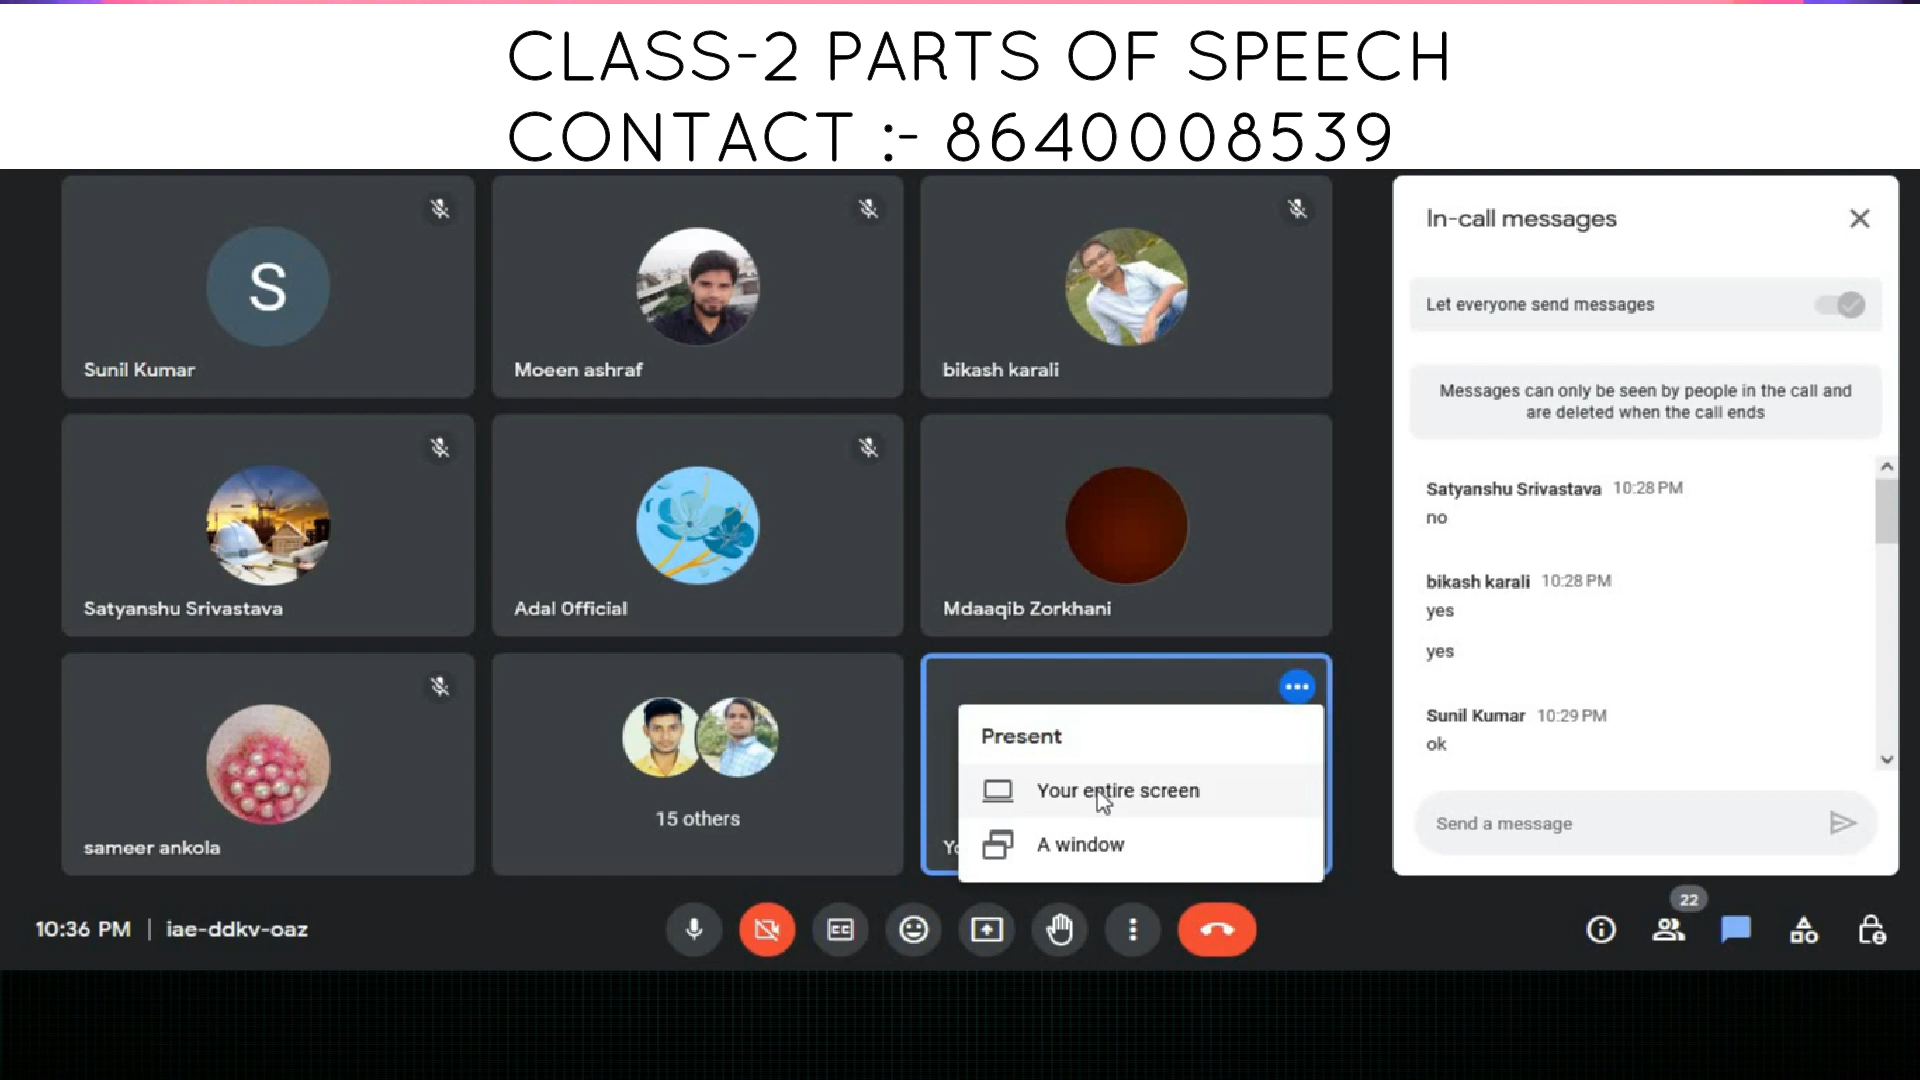 CLASS-2 PARTS OF SPEECH
CONTACT :- 8640008539
S
Sunil Kumar
Moeen ashraf
bikash karali
Satyanshu Srivastava
Adal Official
Mdaaqib Zorkhani
sameer ankola
15 others
Present
Your entire screen
A window
In-call messages
Let everyone send messages
Messages can only be seen by people in the call and
are deleted when the call ends
Satyanshu Srivastava 10:28 PM
no
bikash karali 10:28 PM
yes
yes
Sunil Kumar 10:29 PM
ok
Send a message
10:36 PM | iae-ddkv-oaz
CC
22